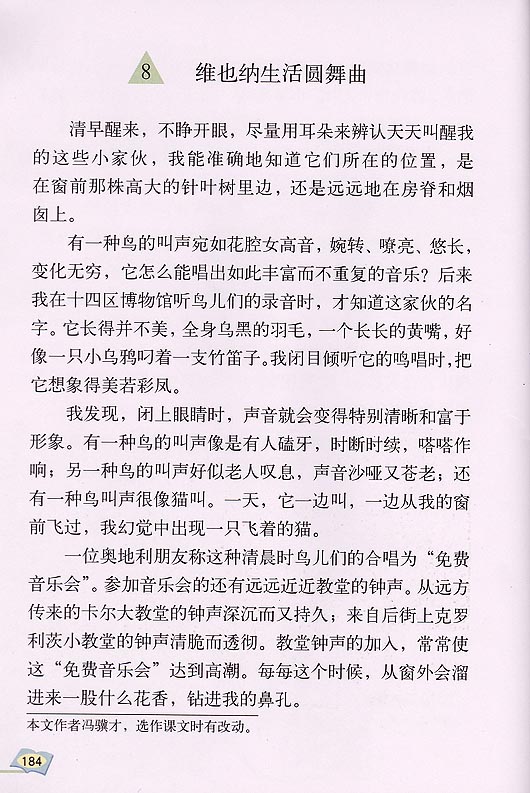 8 维也纳生活圆舞曲
清早醒来，不睁开眼，尽量用耳朵来辨认天天叫醒我
的这些小家伙，我能准确地知道它们所在的位置，是
在窗前那株高大的针叶树里边，还是远远地在房脊和烟
囱上。
有一种鸟的叫声宛如花腔女高音，婉转、嘹亮、悠长，
变化无穷，它怎么能唱出如此丰富而不重复的音乐？后来
我在十四区博物馆听鸟儿们的录音时，才知道这家伙的名
字。它长得并不美，全身乌黑的羽毛，一个长长的黄嘴，好
像一只小乌鸦叼着一支竹笛子。我闭目倾听它的鸣唱时，把
它想象得美若彩凤。
我发现，闭上眼睛时，声音就会变得特别清晰和富于
形象。有一种鸟的叫声像是有人磕牙，时断时续，嗒嗒作
响；另一种鸟的叫声好似老人叹息，声音沙哑又苍老；还
有一种鸟叫声很像猫叫。一天，它一边叫，一边从我的窗
前飞过，我幻觉中出现一只飞着的猫。
一位奥地利朋友称这种清晨时鸟儿们的合唱为“免费
音乐会”。参加音乐会的还有远远近近教堂的钟声。从远方
传来的卡尔大教堂的钟声深沉而又持久；来自后街上克罗
利茨小教堂的钟声清脆而透彻。教堂钟声的加入，常常使
这“免费音乐会”达到高潮。每每这个时候，从窗外会溜
进来一股什么花香，钻进我的鼻孔。
本文作者冯骥才，选作课文时有改动。
184